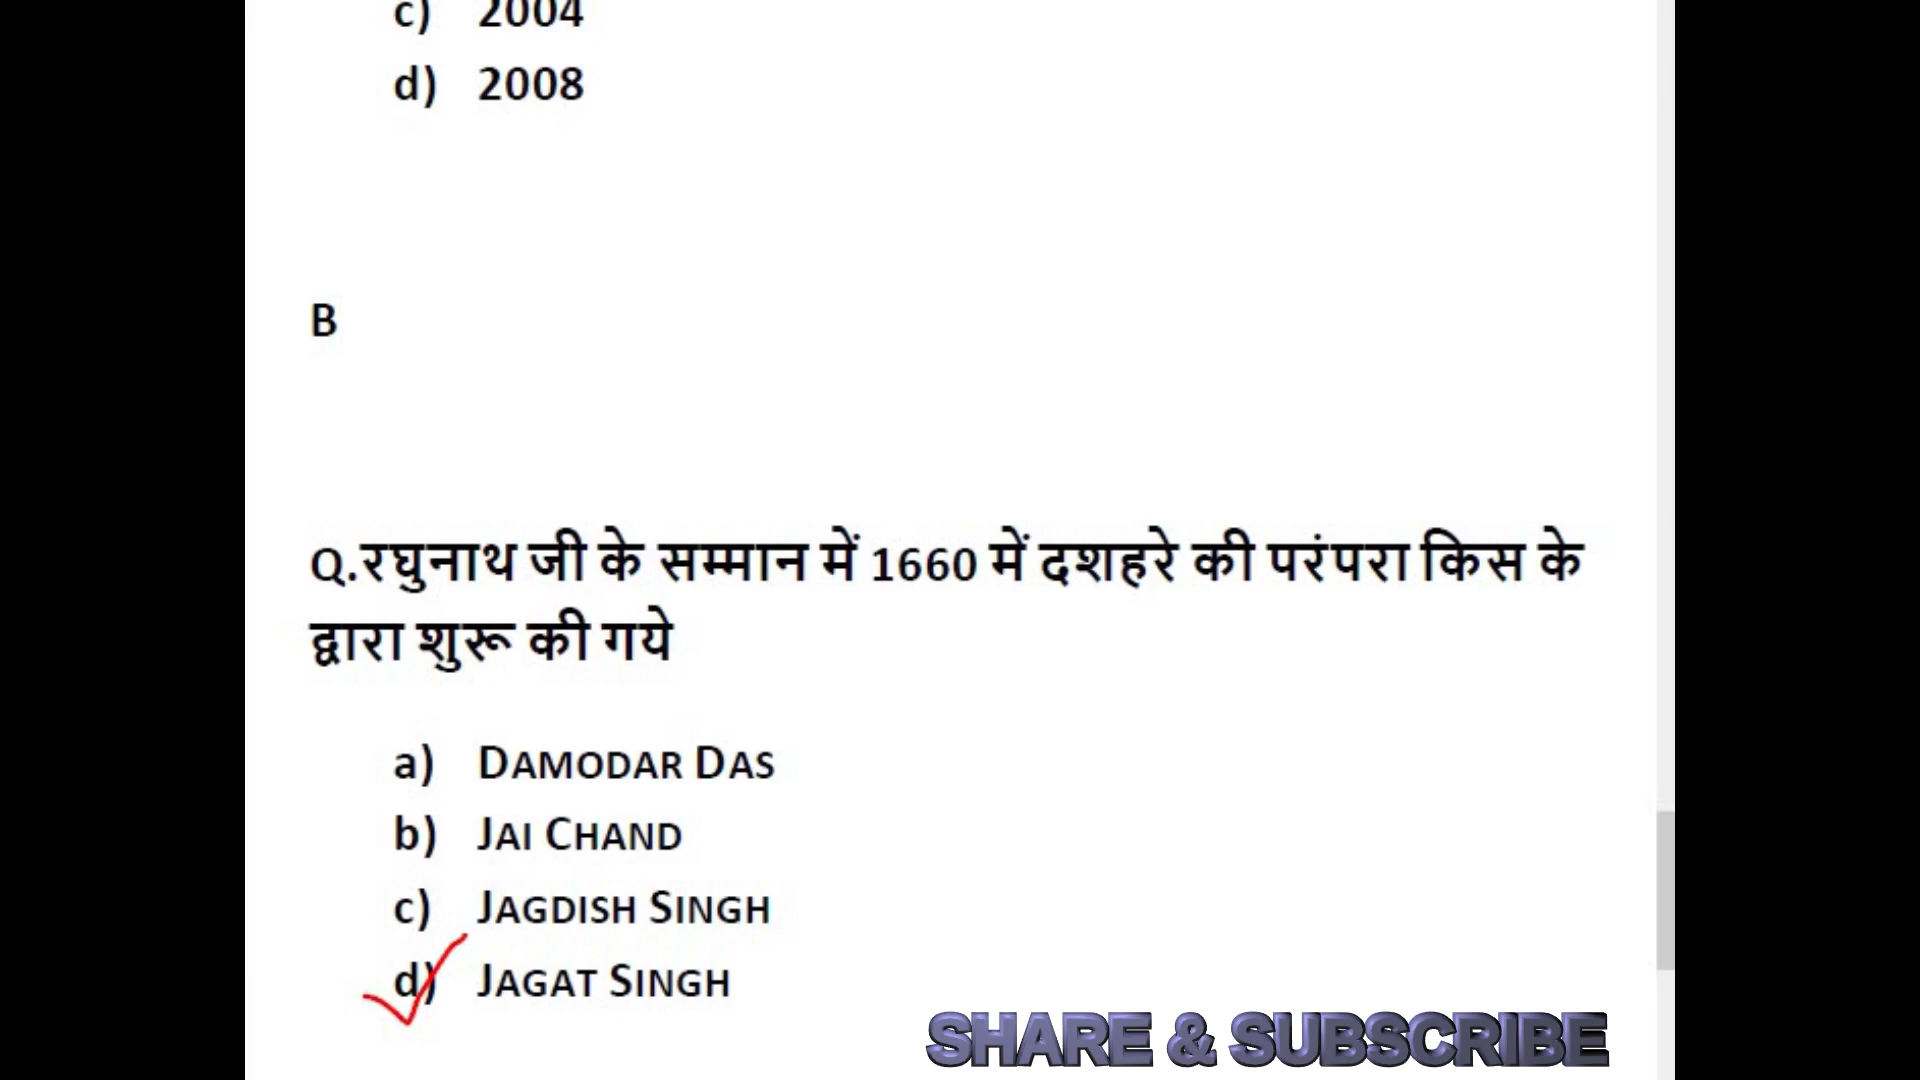 c) 2004
d) 2008
B
Q.रघुनाथ जी के सम्मान में 1660 में दशहरे की परंपरा किस के
द्वारा शुरू की गये
a) DAMODAR DAS
b) JAI CHAND
c) JAGDISH SINGH
d) JAGAT SINGH
SHARE & SUBSCRIBE